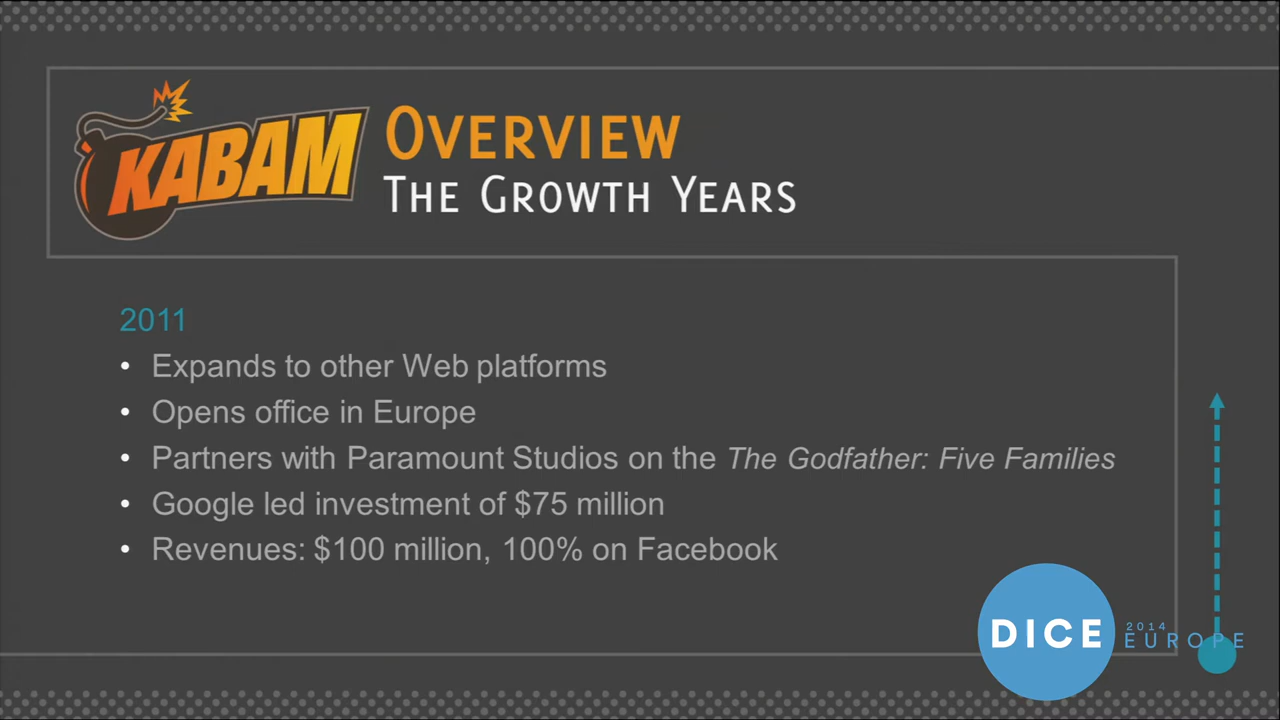 KABAM
OVERVIEW
THE GROWTH YEARS
2011
• Expands to other Web platforms
• Opens office in Europe
• Partners with Paramount Studios on the The Godfather: Five Families
• Google led investment of $75 million
• Revenues: $100 million, 100% on Facebook
DICE
2014
EUROPE